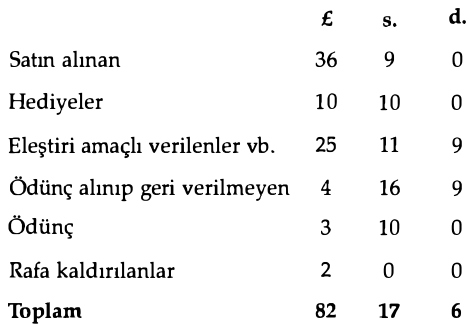 £ s. d.
Satın alınan 36 9 0
Hediyeler 10 10 0
Eleştiri amaçlı verilenler vb. 25 11 9
Ödünç alınıp geri verilmeyen 4 16 9
Ödünç 3 10 0
Rafa kaldırılanlar 2 0 0
Toplam 82 17 6